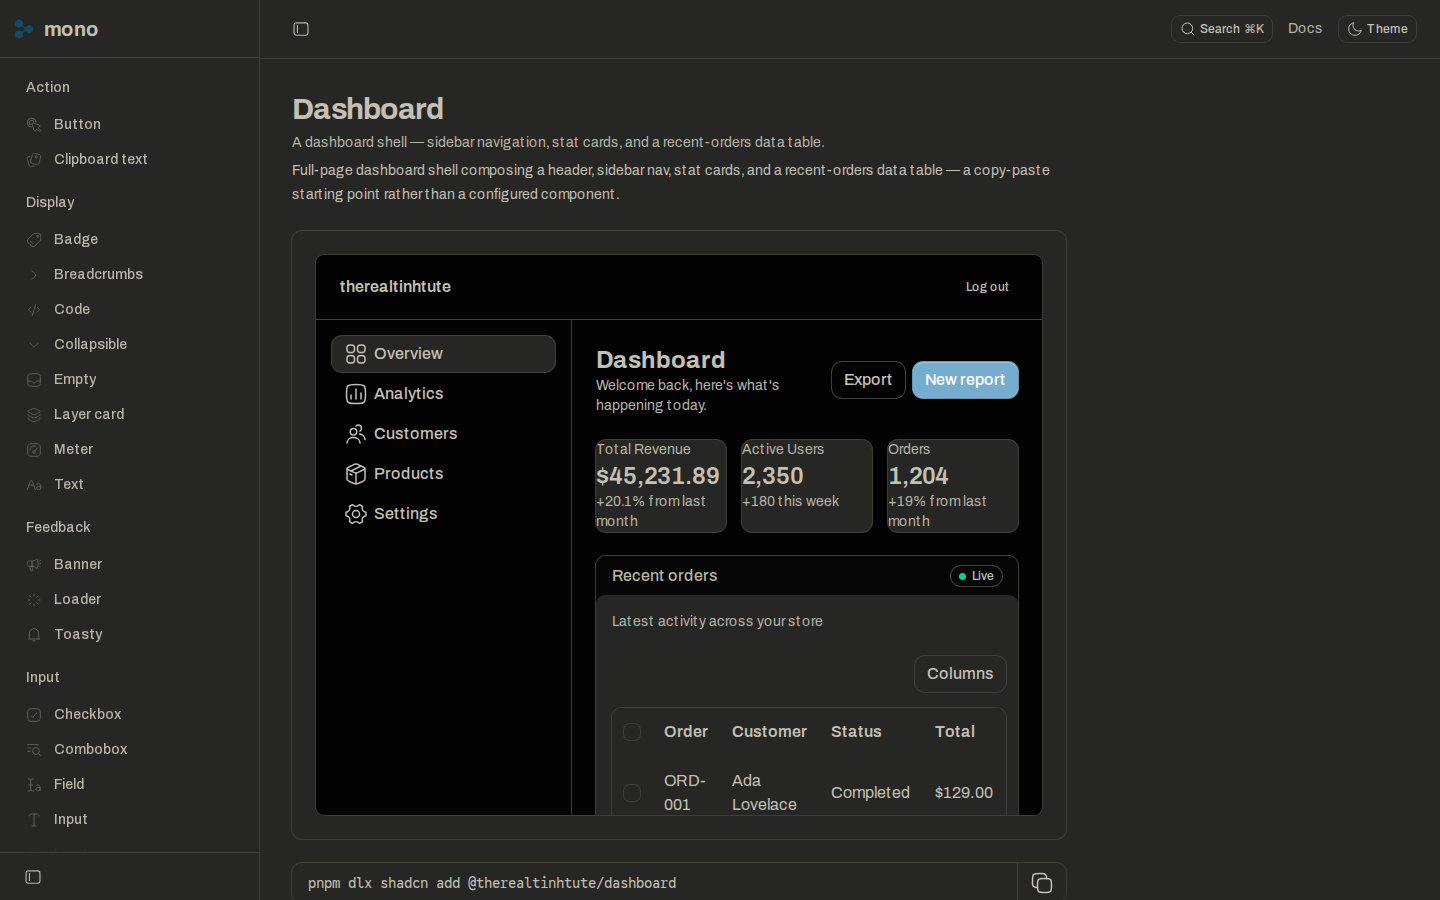 mono
Search ⌘K
Docs
Theme
Action
Button
Clipboard text
Display
Badge
Breadcrumbs
Code
Collapsible
Empty
Layer card
Meter
Text
Feedback
Banner
Loader
Toasty
Input
Checkbox
Combobox
Field
Input
Dashboard
A dashboard shell — sidebar navigation, stat cards, and a recent-orders data table.
Full-page dashboard shell composing a header, sidebar nav, stat cards, and a recent-orders data table — a copy-paste
starting point rather than a configured component.
therealtinhtute
Log out
Overview
Analytics
Customers
Products
Settings
Dashboard
Welcome back, here's what's
happening today.
Export
New report
Total Revenue
$45,231.89
+20.1% from last
month
Active Users
2,350
+180 this week
Orders
1,204
+19% from last
month
Recent orders
Live
Latest activity across your store
Columns
Order Customer Status Total
ORD-
001
Ada
Lovelace
Completed
$129.00
pnpm dlx shadcn add @therealtinhtute/dashboard